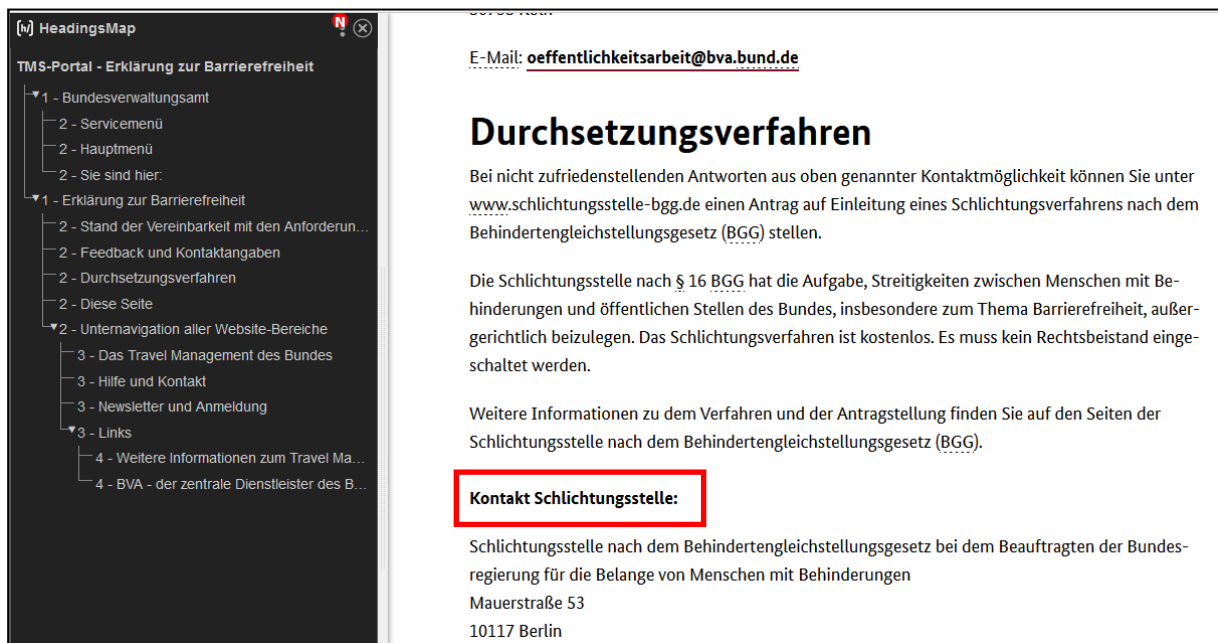 HeadingsMap
N
TMS-Portal - Erklärung zur Barrierefreiheit
1 - Bundesverwaltungsamt
2 - Servicemenü
2 - Hauptmenü
2 - Sie sind hier:
1 - Erklärung zur Barrierefreiheit
2 - Stand der Vereinbarkeit mit den Anforderun...
2 - Feedback und Kontaktangaben
2 - Durchsetzungsverfahren
2 - Diese Seite
2 - Unternavigation aller Website-Bereiche
3 - Das Travel Management des Bundes
3 - Hilfe und Kontakt
3 - Newsletter und Anmeldung
3 - Links
4 - Weitere Informationen zum Travel Ma...
4 - BVA - der zentrale Dienstleister des B...
E-Mail: oeffentlichkeitsarbeit@bva.bund.de
Durchsetzungsverfahren
Bei nicht zufriedenstellenden Antworten aus oben genannter Kontaktmöglichkeit können Sie unter
www.schlichtungsstelle-bgg.de einen Antrag auf Einleitung eines Schlichtungsverfahrens nach dem
Behindertengleichstellungsgesetz (BGG) stellen.
Die Schlichtungsstelle nach § 16 BGG hat die Aufgabe, Streitigkeiten zwischen Menschen mit Be-
hinderungen und öffentlichen Stellen des Bundes, insbesondere zum Thema Barrierefreiheit, außer-
gerichtlich beizulegen. Das Schlichtungsverfahren ist kostenlos. Es muss kein Rechtsbeistand einge-
schaltet werden.
Weitere Informationen zu dem Verfahren und der Antragstellung finden Sie auf den Seiten der
Schlichtungsstelle nach dem Behindertengleichstellungsgesetz (BGG).
Kontakt Schlichtungsstelle:
Schlichtungsstelle nach dem Behindertengleichstellungsgesetz bei dem Beauftragten der Bundes-
regierung für die Belange von Menschen mit Behinderungen
Mauerstraße 53
10117 Berlin